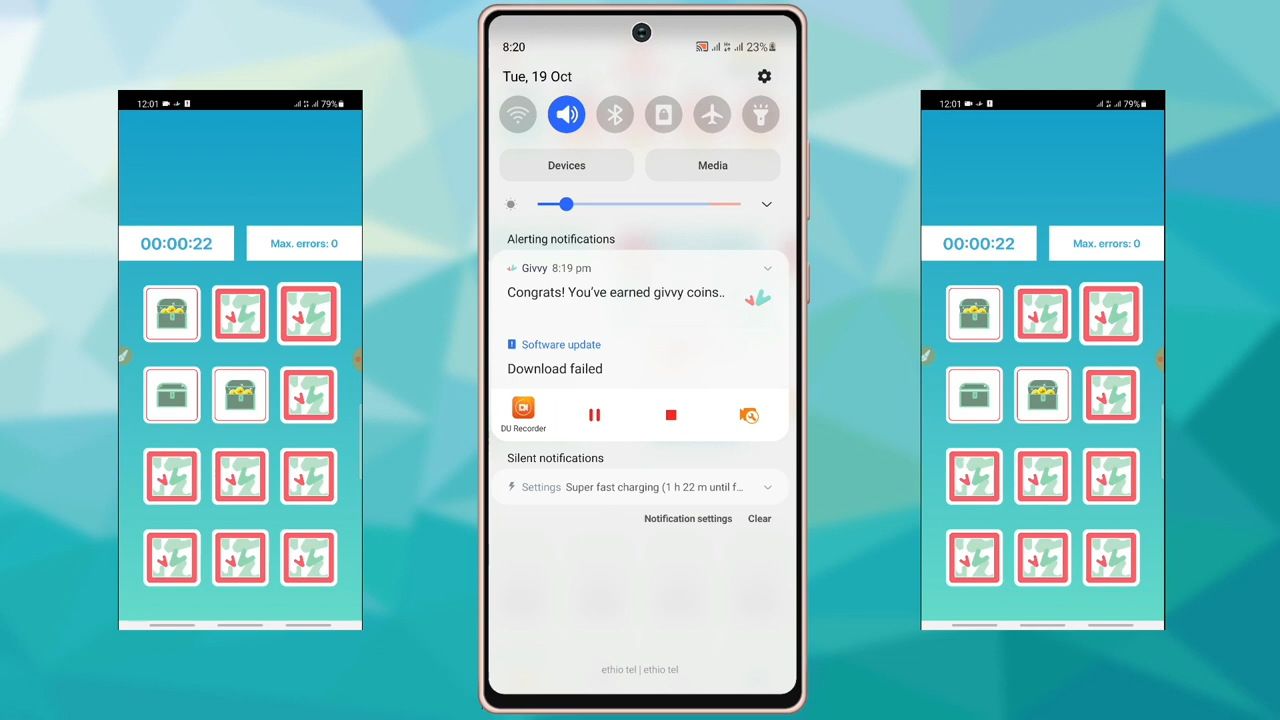 12:01
79%
00:00:22
Max. errors: 0
8:20
23%
Tue, 19 Oct
Devices
Media
Alerting notifications
Givvy 8:19 pm
Congrats! You've earned givvy coins..
Software update
Download failed
DU Recorder
Silent notifications
Settings Super fast charging (1 h 22 m until f...
Notification settings Clear
ethio tel | ethio tel
12:01
79%
00:00:22
Max. errors: 0